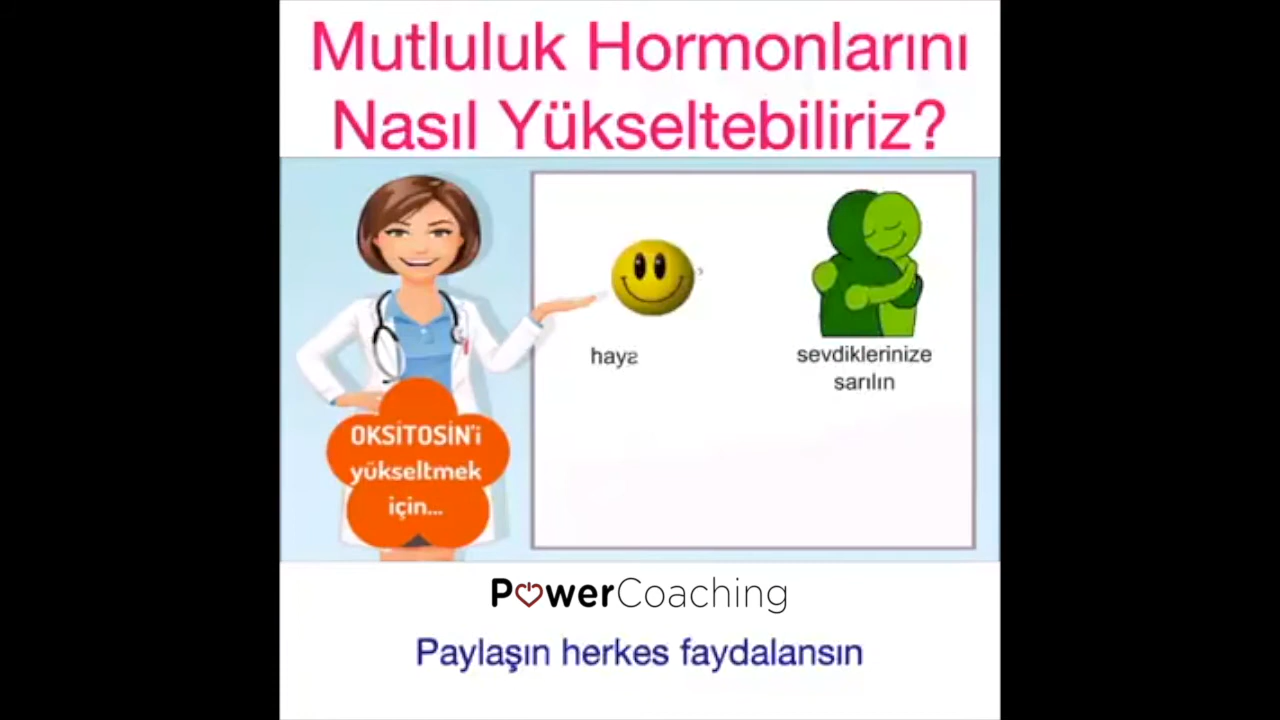 Mutluluk Hormonlarını
Nasıl Yükseltebiliriz?
sevdiklerinize
sarılın
OKSİTOSİN'i
yükseltmek
için...
PowerCoaching
Paylaşın herkes faydalansın